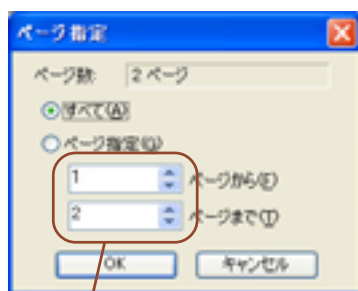 ページ指定
ページ数: 2 ページ
すべて(A)
ページ指定(G)
1 ページから(F)
2 ページまで(T)
OK キャンセル